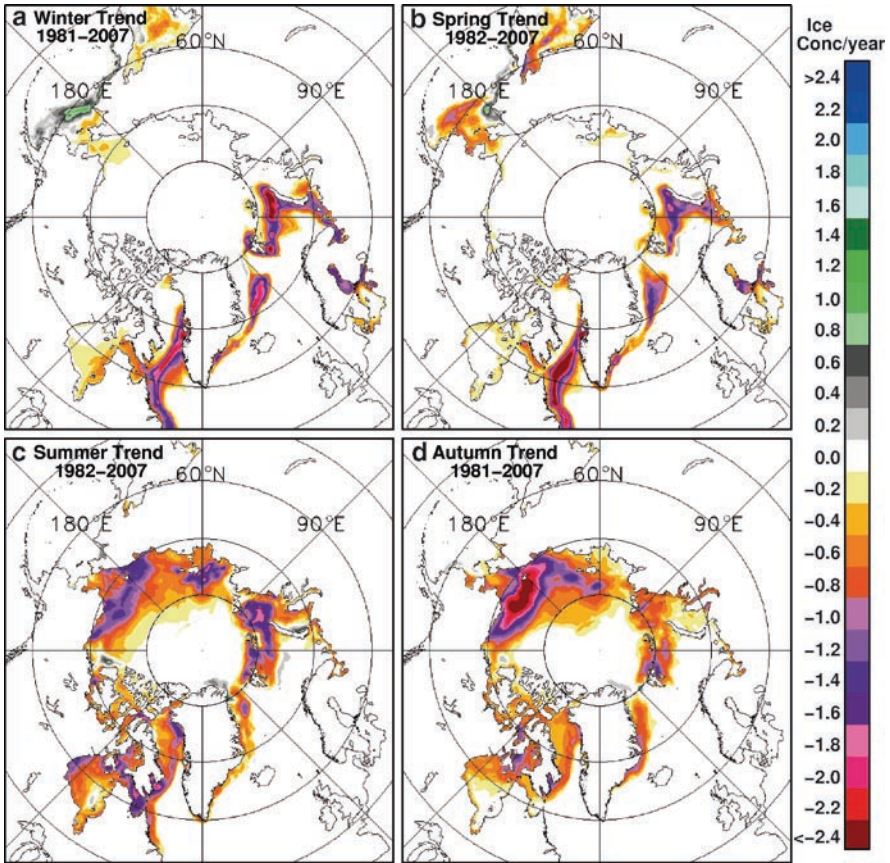 a Winter Trend
1981–2007
60°N
180°E
90°E
b Spring Trend
1982–2007
60°N
180°E
90°E
c Summer Trend
1982–2007
60°N
180°E
90°E
d Autumn Trend
1981–2007
60°N
180°E
90°E
Ice
Conc/year
>2.4
2.2
2.0
1.8
1.6
1.4
1.2
1.0
0.8
0.6
0.4
0.2
0.0
−0.2
−0.4
−0.6
−0.8
−1.0
−1.2
−1.4
−1.6
−1.8
−2.0
−2.2
<−2.4